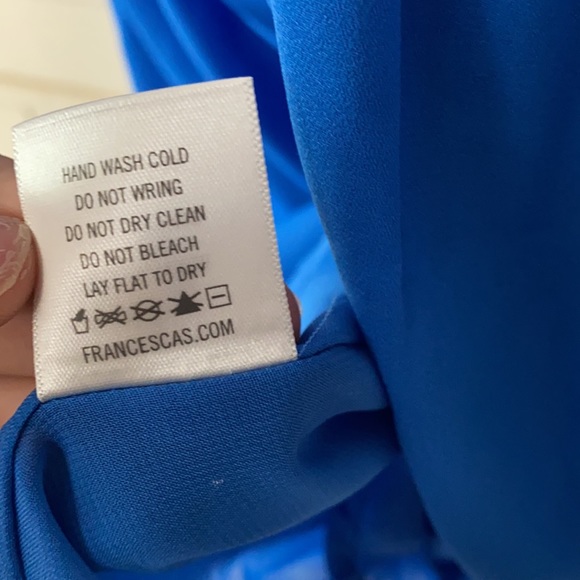 HAND WASH COLD
DO NOT WRING
DO NOT DRY CLEAN
DO NOT BLEACH
LAY FLAT TO DRY
FRANCESCAS.COM